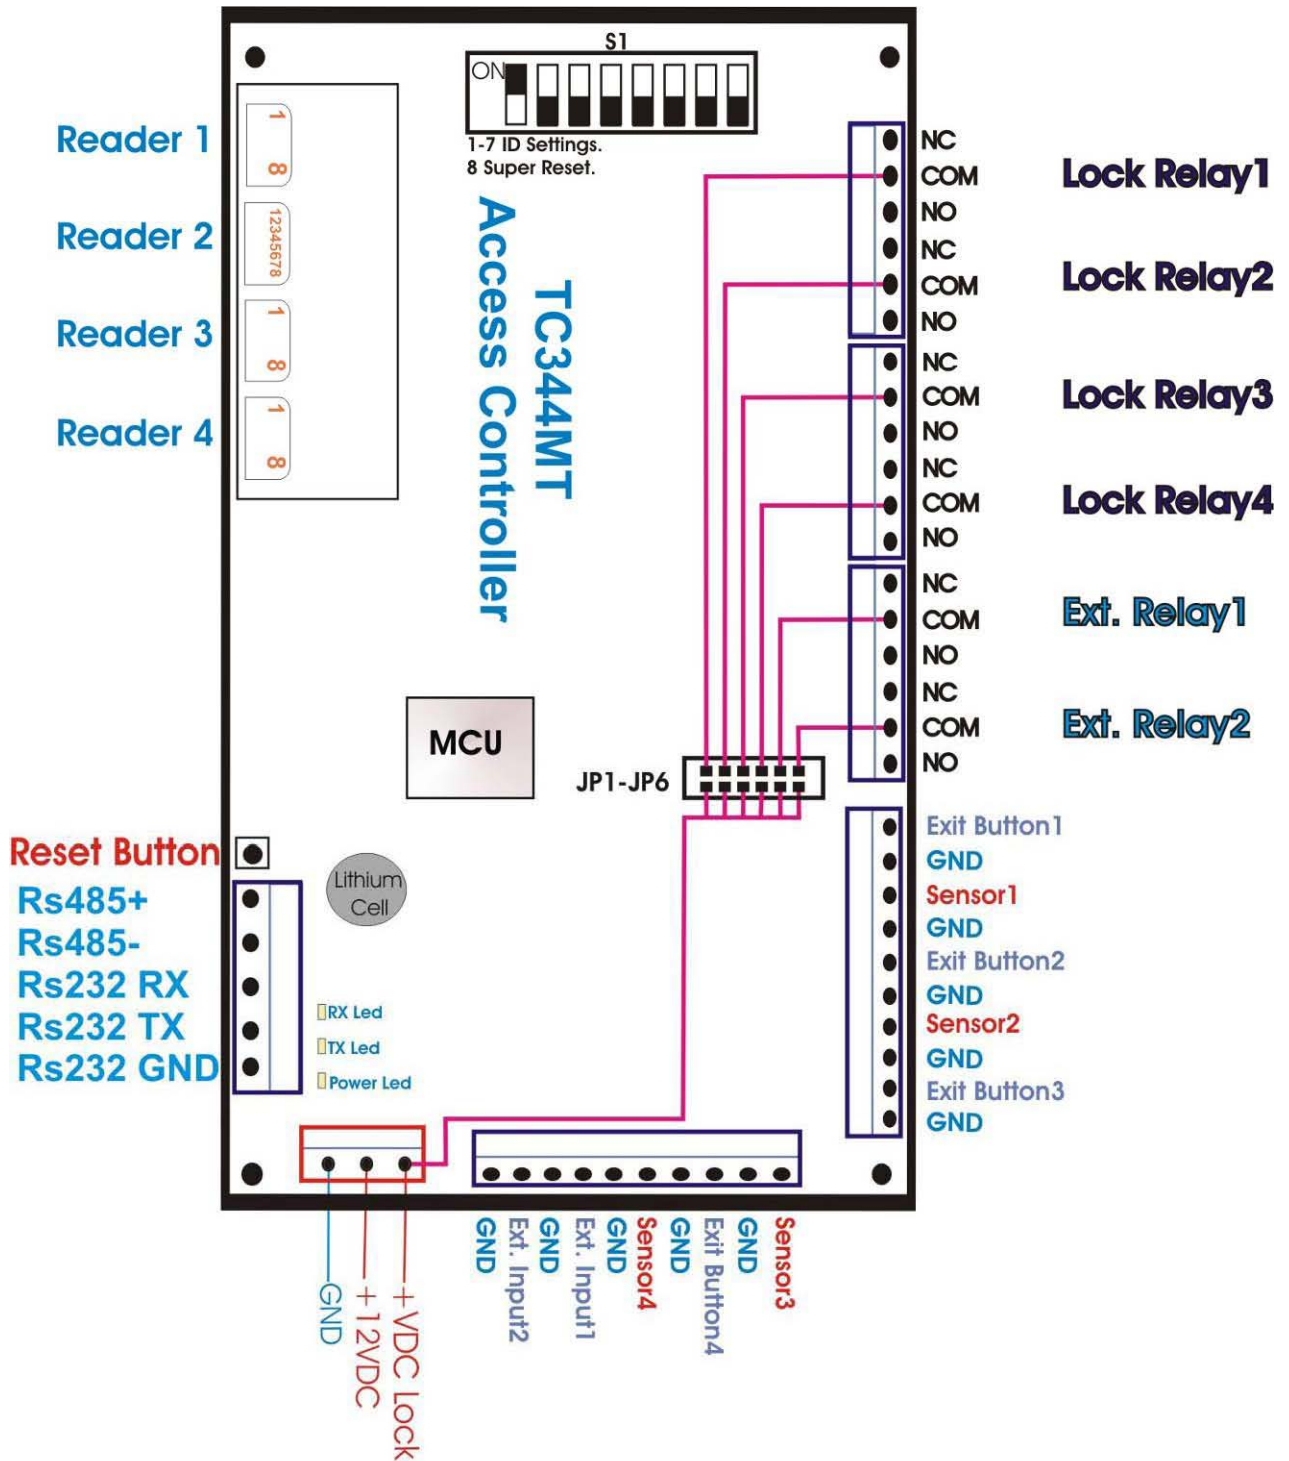 S1
ON
1-7 ID Settings.
8 Super Reset.
Reader 1
1
8
Reader 2
12345678
Reader 3
1
8
Reader 4
1
8
TC344MT
Access Controller
NC
COM
NO
Lock Relay1
NC
COM
NO
Lock Relay2
NC
COM
NO
Lock Relay3
NC
COM
NO
Lock Relay4
NC
COM
NO
Ext. Relay1
NC
COM
NO
Ext. Relay2
MCU
JP1-JP6
Reset Button
Lithium
Cell
Rs485+
Rs485-
Rs232 RX
Rs232 TX
Rs232 GND
RX Led
TX Led
Power Led
Exit Button1
GND
Sensor1
GND
Exit Button2
GND
Sensor2
GND
Exit Button3
GND
GND
+12VDC
+VDC Lock
GND
Ext. Input2
GND
Ext. Input1
GND
Sensor4
GND
Exit Button4
GND
Sensor3